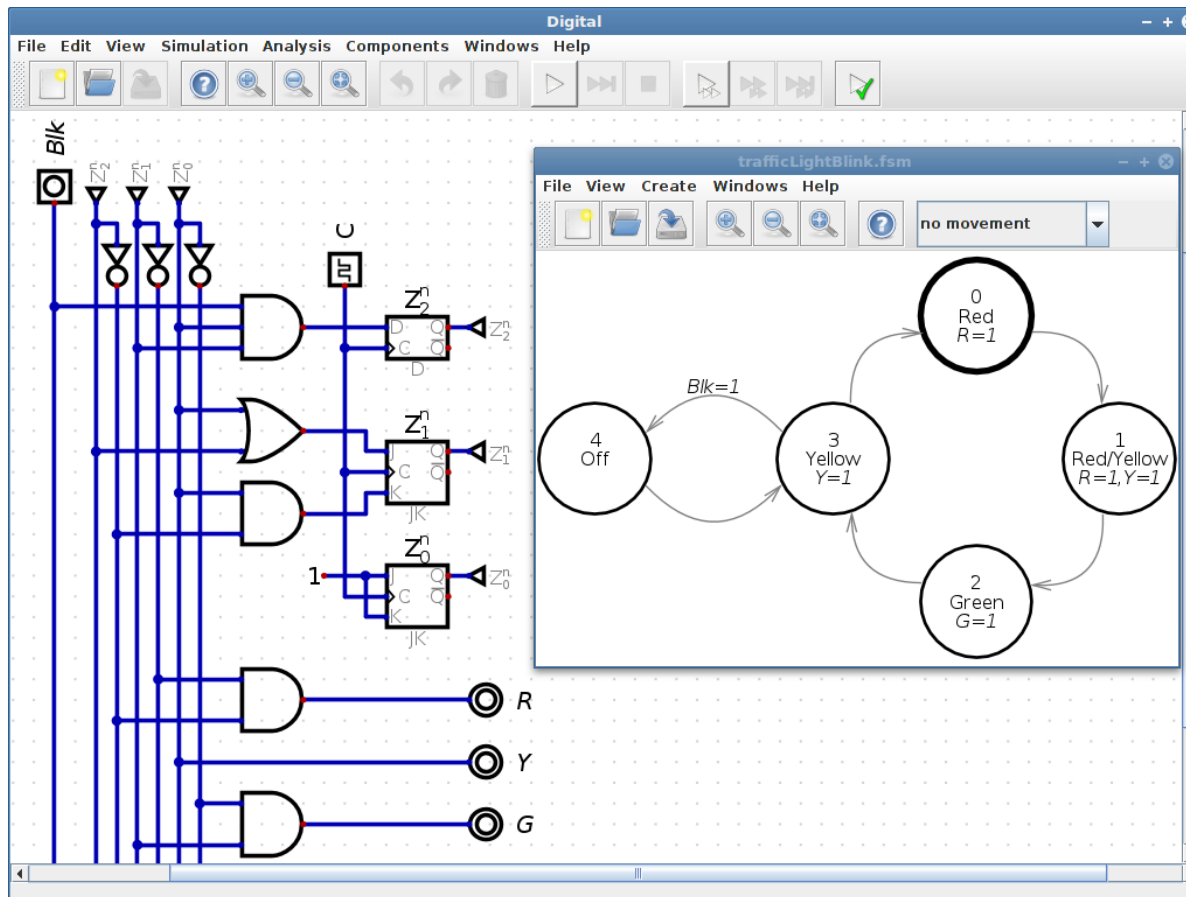 Digital
File Edit View Simulation Analysis Components Windows Help
Blk
Z₂ⁿ
Z₁ⁿ
Z₀ⁿ
C
Z₂ⁿ
D
C
Q
Q̅
Z₂ⁿ
D
Z₁ⁿ
J
C
K
Q
Q̅
Z₁ⁿ
JK
Z₀ⁿ
1
J
C
K
Q
Q̅
Z₀ⁿ
JK
R
Y
G
trafficLightBlink.fsm
File View Create Windows Help
no movement
0
Red
R=1
Blk=1
4
Off
3
Yellow
Y=1
1
Red/Yellow
R=1,Y=1
2
Green
G=1